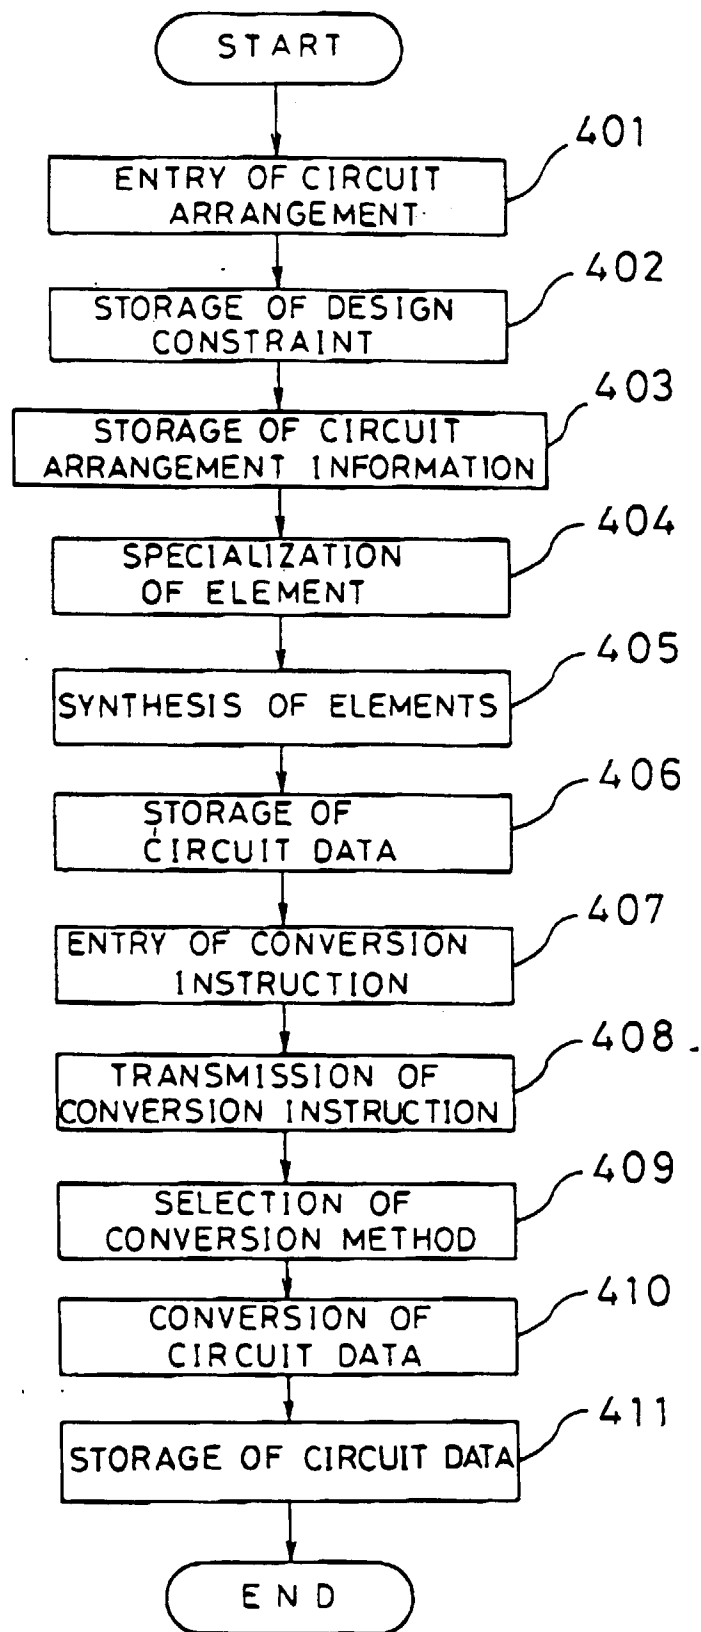 START
401
ENTRY OF CIRCUIT
ARRANGEMENT
402
STORAGE OF DESIGN
CONSTRAINT
403
STORAGE OF CIRCUIT
ARRANGEMENT INFORMATION
404
SPECIALIZATION
OF ELEMENT
405
SYNTHESIS OF ELEMENTS
406
STORAGE OF
CIRCUIT DATA
407
ENTRY OF CONVERSION
INSTRUCTION
408
TRANSMISSION OF
CONVERSION INSTRUCTION
409
SELECTION OF
CONVERSION METHOD
410
CONVERSION OF
CIRCUIT DATA
411
STORAGE OF CIRCUIT DATA
END